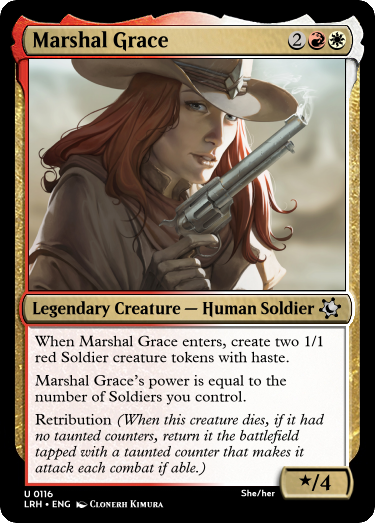 Marshal Grace 2
Legendary Creature — Human Soldier
When Marshal Grace enters, create two 1/1
red Soldier creature tokens with haste.
Marshal Grace's power is equal to the
number of Soldiers you control.
Retribution (When this creature dies, if it had
no taunted counters, return it the battlefield
tapped with a taunted counter that makes it
attack each combat if able.)
★/4
U 0116 She/her
LRH • ENG Clonerh Kimura